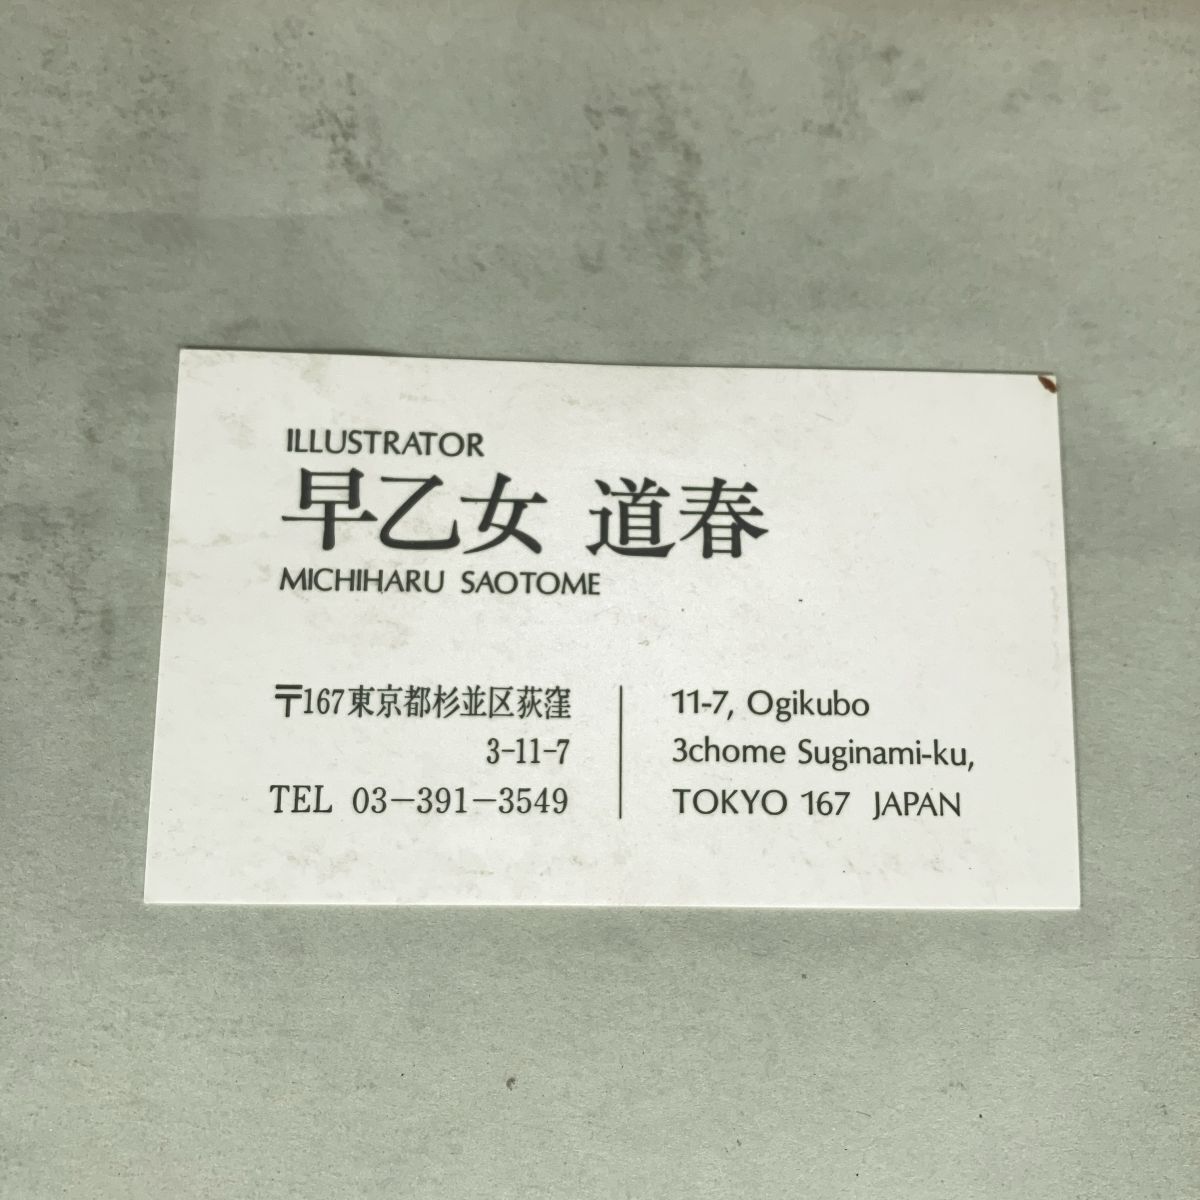 ILLUSTRATOR
早乙女 道春
MICHIHARU SAOTOME
〒167東京都杉並区荻窪
3-11-7
TEL 03-391-3549
11-7, Ogikubo
3chome Suginami-ku,
TOKYO 167 JAPAN